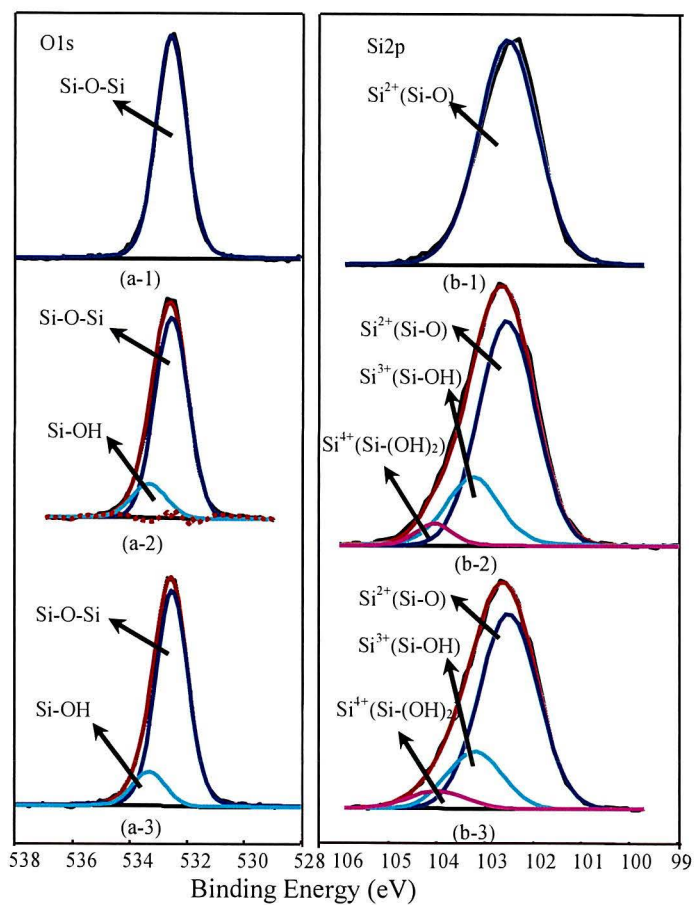 O1s
Si-O-Si
(a-1)
Si-O-Si
Si-OH
(a-2)
Si-O-Si
Si-OH
(a-3)
538 536 534 532 530 528
Si2p
Si²⁺(Si-O)
(b-1)
Si²⁺(Si-O)
Si³⁺(Si-OH)
Si⁴⁺(Si-(OH)₂)
(b-2)
Si²⁺(Si-O)
Si³⁺(Si-OH)
Si⁴⁺(Si-(OH)₂)
(b-3)
106 105 104 103 102 101 100 99
Binding Energy (eV)